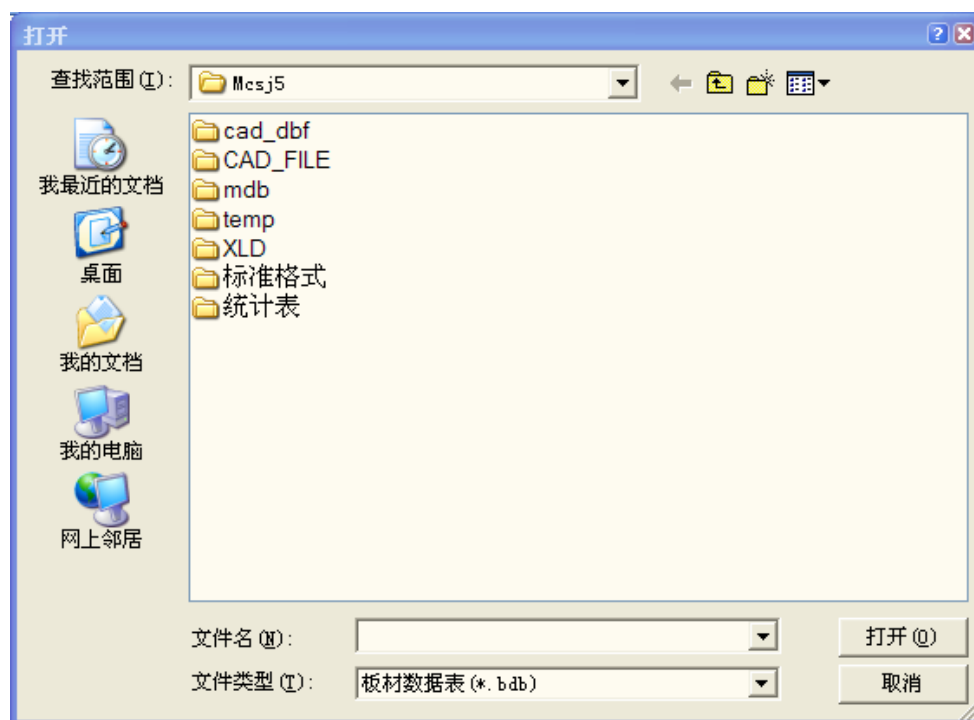 打开
查找范围(I):
Mcsj5
我最近的文档
桌面
我的文档
我的电脑
网上邻居
cad_dbf
CAD_FILE
mdb
temp
XLD
标准格式
统计表
文件名(N):
打开(O)
文件类型(T):
板材数据表(*.bdb)
取消